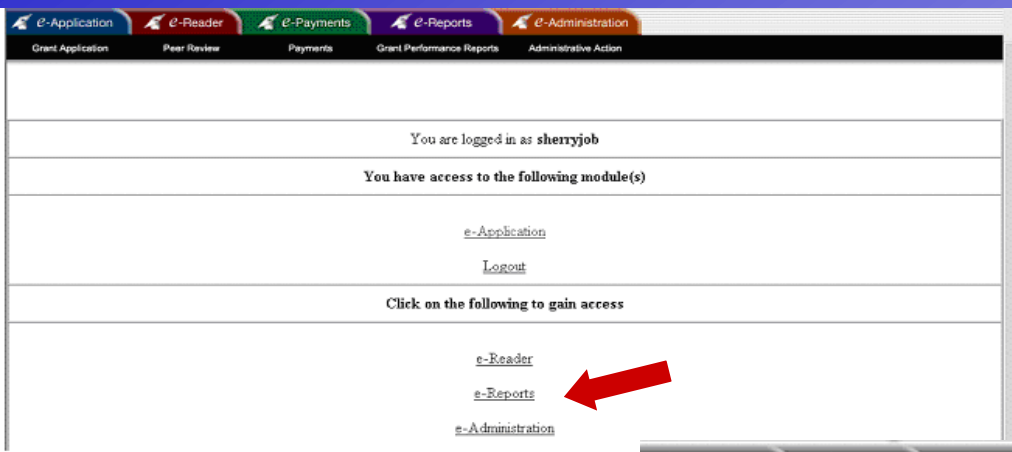 e-Application e-Reader e-Payments e-Reports e-Administration
Grant Application Peer Review Payments Grant Performance Reports Administrative Action
You are logged in as sherryjob
You have access to the following module(s)
e-Application
Logout
Click on the following to gain access
e-Reader
e-Reports
e-Administration